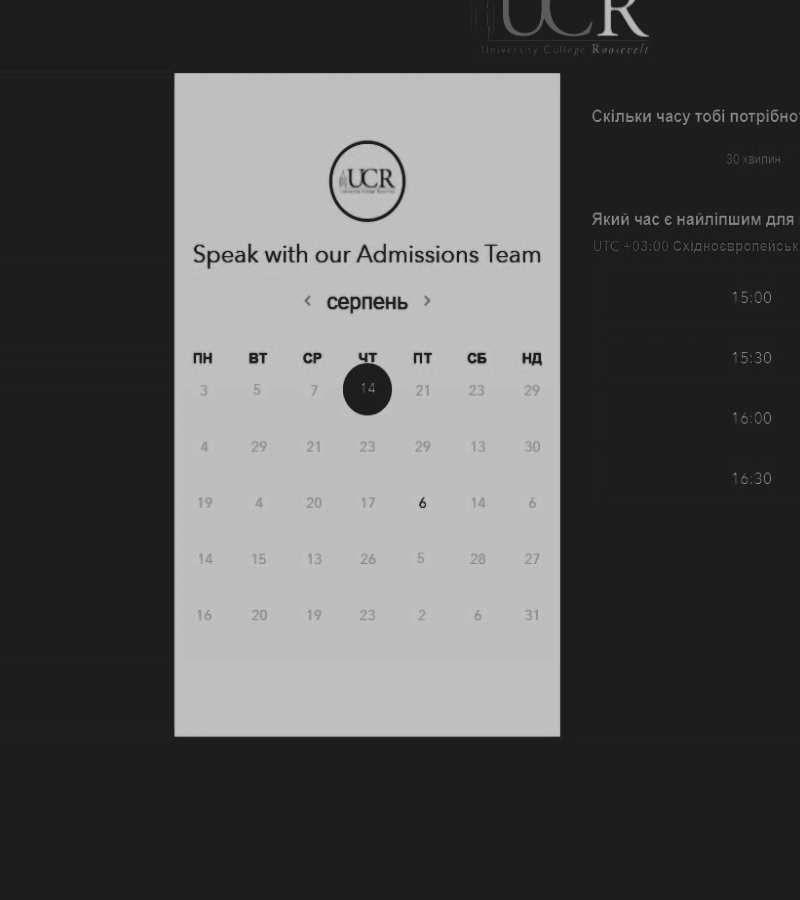 UCR
University College Roosevelt
UCR
University College Roosevelt
Speak with our Admissions Team
< серпень >
ПН ВТ СР ЧТ ПТ СБ НД
3 5 7 14 21 23 29
4 29 21 23 29 13 30
19 4 20 17 6 14 6
14 15 13 26 5 28 27
16 20 19 23 2 6 31
Скільки часу тобі потрібно
30 хвилин
Який час є найліпшим для
UTC +03:00 Східноєвропейськ
15:00
15:30
16:00
16:30